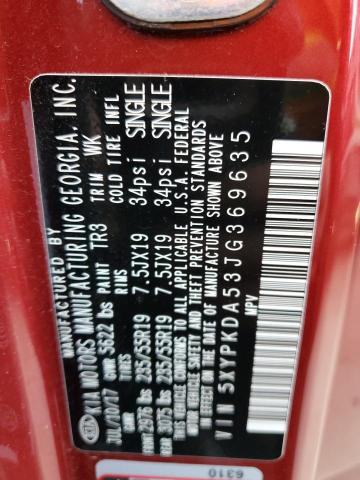 KIA KIA MOTORS MANUFACTURING GEORGIA, INC.
JUL/20/17 GWR 5622 lbs PAINT TR3 TRIM WK
TIRES RIMS COLD TIRE INFL
FRONT 2976 lbs 235/55R19 7.5JX19 34psi SINGLE
REAR 3075 lbs 235/55R19 7.5JX19 34psi SINGLE
THIS VEHICLE CONFORMS TO ALL APPLICABLE U.S.A. FEDERAL
MOTOR VEHICLE SAFETY AND THEFT PREVENTION STANDARDS
IN EFFECT ON THE DATE OF MANUFACTURE SHOWN ABOVE
VIN 5XYPKDA53JG369635
MPV
6310